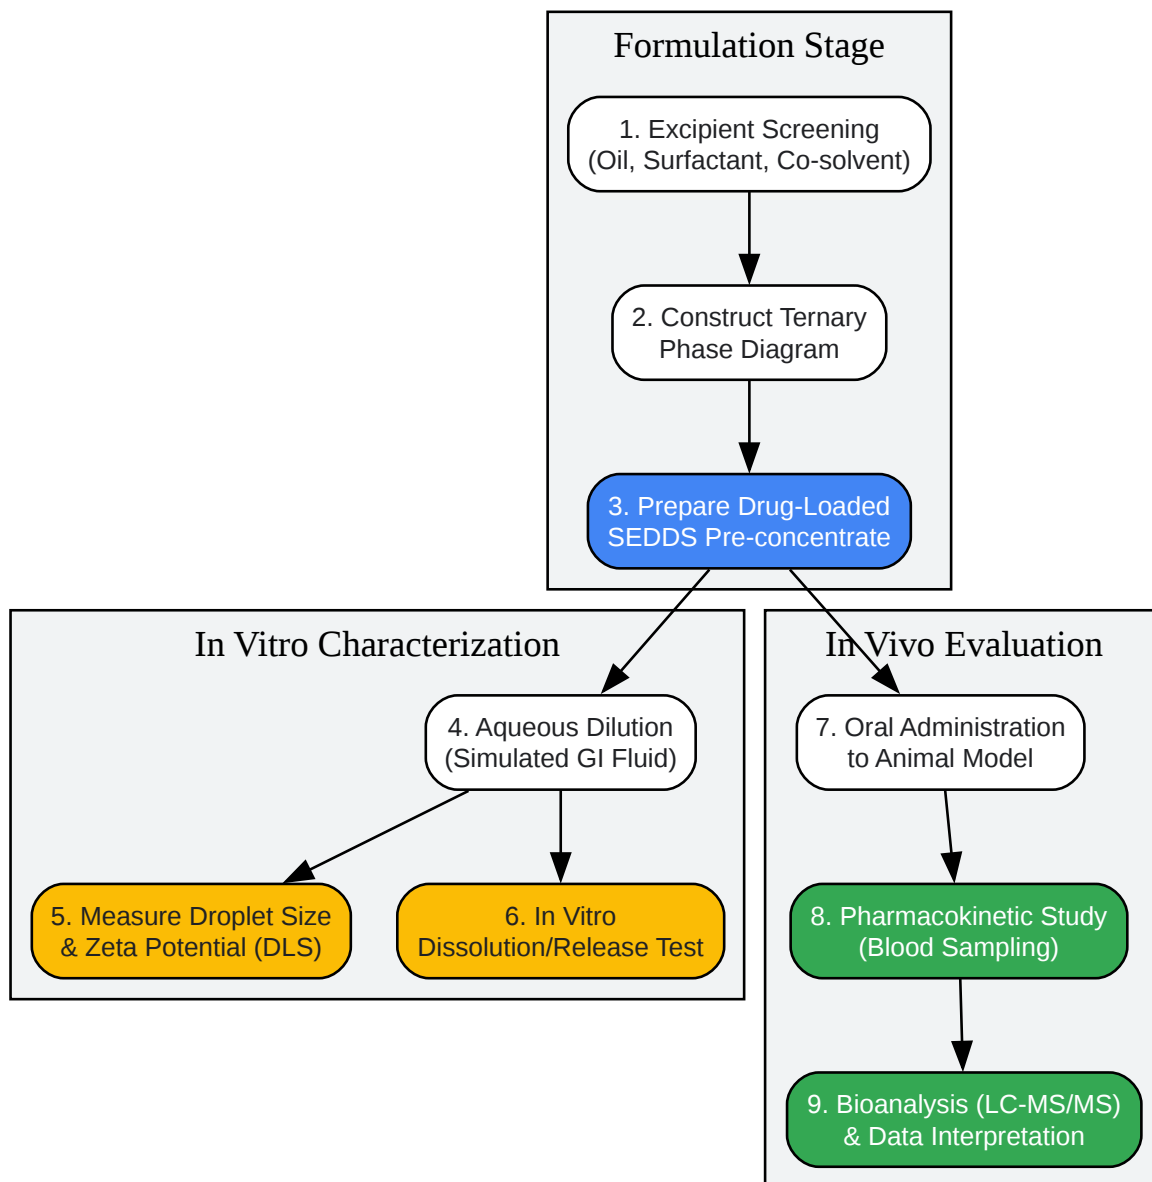 Formulation Stage
1. Excipient Screening
(Oil, Surfactant, Co-solvent)
2. Construct Ternary
Phase Diagram
3. Prepare Drug-Loaded
SEDDS Pre-concentrate
In Vitro Characterization
4. Aqueous Dilution
(Simulated GI Fluid)
5. Measure Droplet Size
& Zeta Potential (DLS)
6. In Vitro
Dissolution/Release Test
In Vivo Evaluation
7. Oral Administration
to Animal Model
8. Pharmacokinetic Study
(Blood Sampling)
9. Bioanalysis (LC-MS/MS)
& Data Interpretation